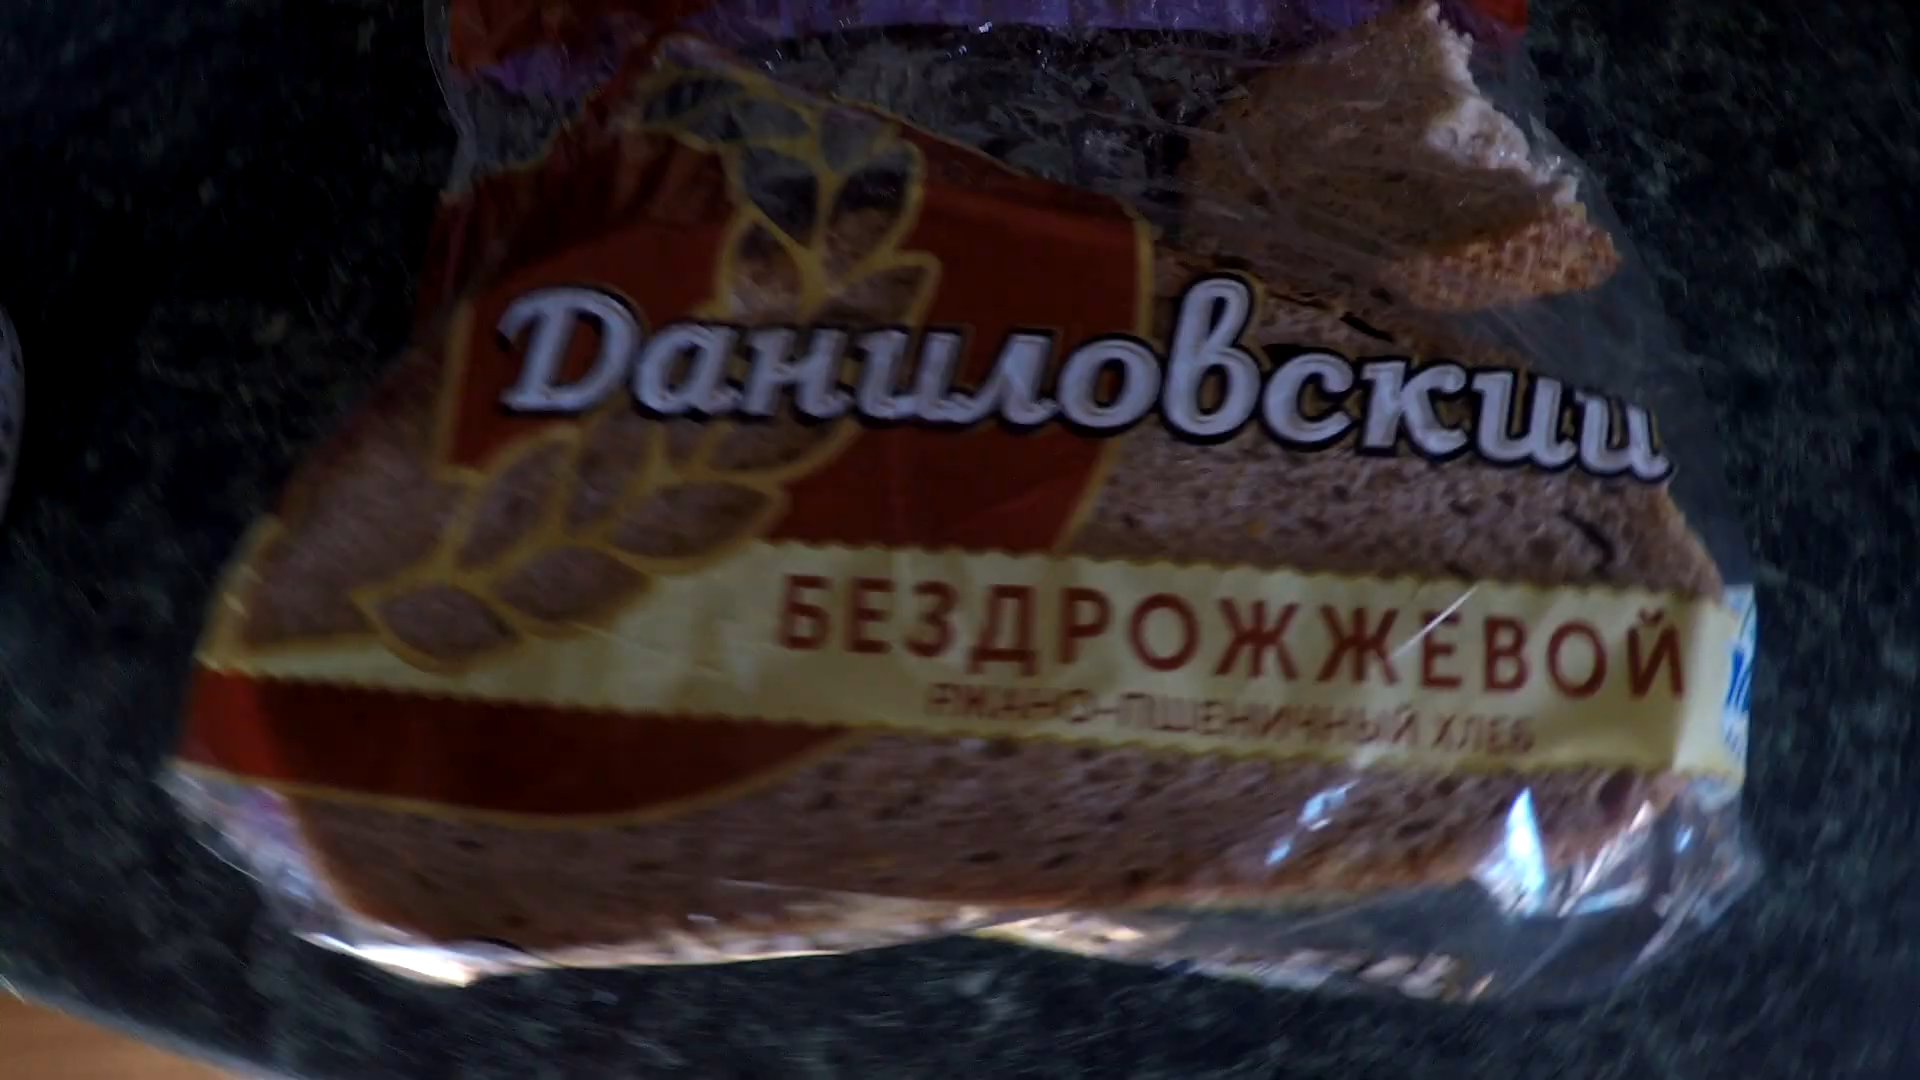 Даниловский
БЕЗДРОЖЖЕВОЙ
РЖАНО-ПШЕНИЧНЫЙ ХЛЕБ